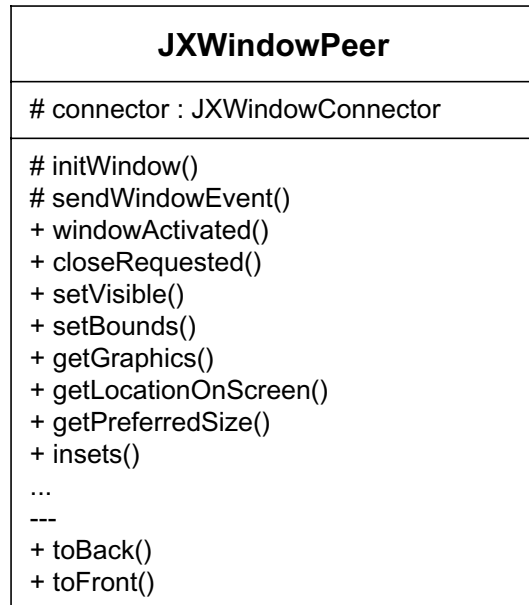 JXWindowPeer
# connector : JXWindowConnector
# initWindow()
# sendWindowEvent()
+ windowActivated()
+ closeRequested()
+ setVisible()
+ setBounds()
+ getGraphics()
+ getLocationOnScreen()
+ getPreferredSize()
+ insets()
...
---
+ toBack()
+ toFront()